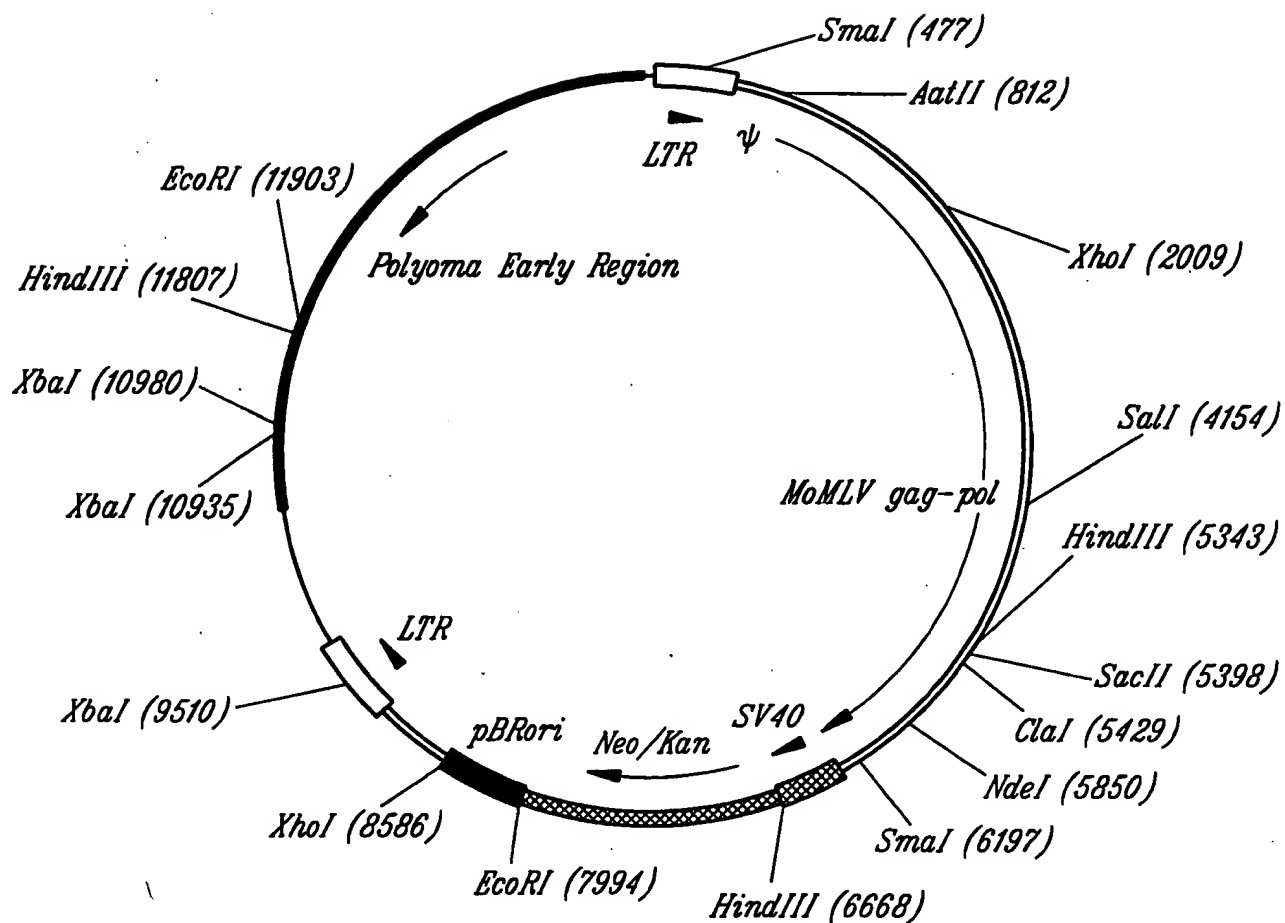 SmaI (477)
AatII (812)
LTR
ψ
EcoRI (11903)
Polyoma Early Region
XhoI (2009)
HindIII (11807)
XbaI (10980)
SalI (4154)
XbaI (10935)
MoMLV gag-pol
HindIII (5343)
LTR
SacII (5398)
XbaI (9510)
pBRori
Neo/Kan
SV40
ClaI (5429)
NdeI (5850)
XhoI (8586)
SmaI (6197)
EcoRI (7994)
HindIII (6668)